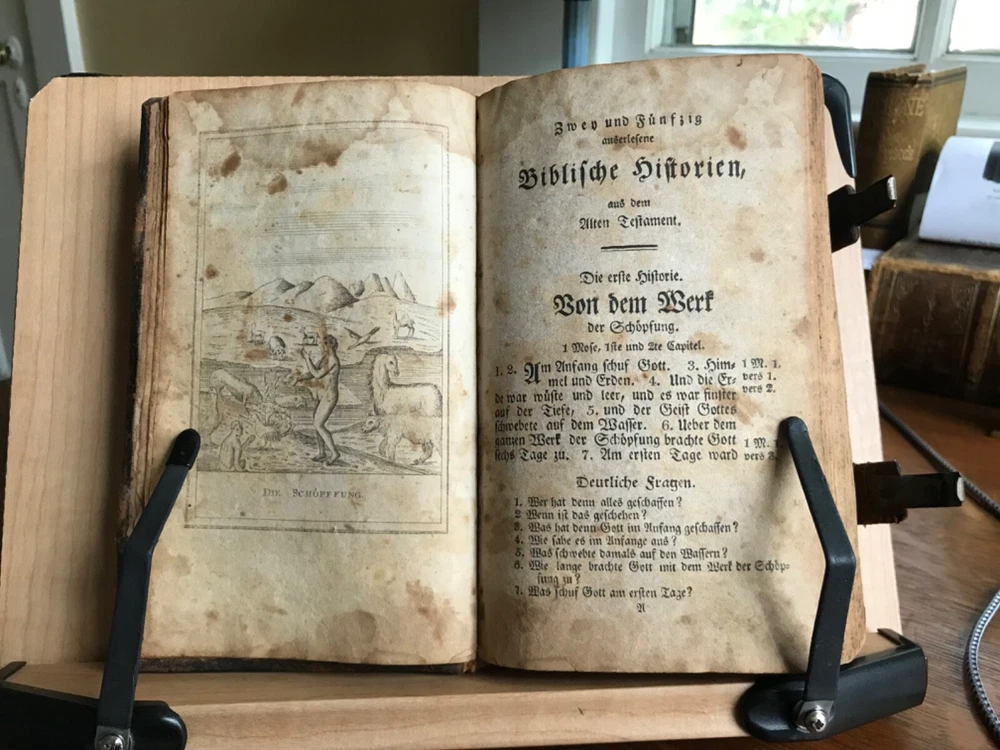 DIE SCHÖPFFUNG.
Zwey und Fünfzig
auserlesene
Biblische Historien,
aus dem
Alten Testament.
Die erste Historie.
Von dem Werk
der Schöpfung.
1 Mose, 1ste und 2te Capitel.
1. 2. Am Anfang schuf Gott. 3. Him- 1 M. 1.
mel und Erden. 4. Und die Er- vers 1.
de war wüste und leer, und es war finster vers 2.
auf der Tiefe, 5. und der Geist Gottes
schwebete auf dem Wasser. 6. Ueber dem
ganzen Werk der Schöpfung brachte Gott 1 M. 1
sechs Tage zu. 7. Am ersten Tage ward vers 3.
Deutliche Fragen.
1. Wer hat denn alles geschaffen?
2 Wenn ist das geschehen?
3. Was hat denn Gott im Anfang geschaffen?
4. Wie sahe es im Anfange aus?
5. Was schwebte damals auf den Wassern?
6. Wie lange brachte Gott mit dem Werk der Schöp-
fung zu?
7. Was schuf Gott am ersten Tage?
A